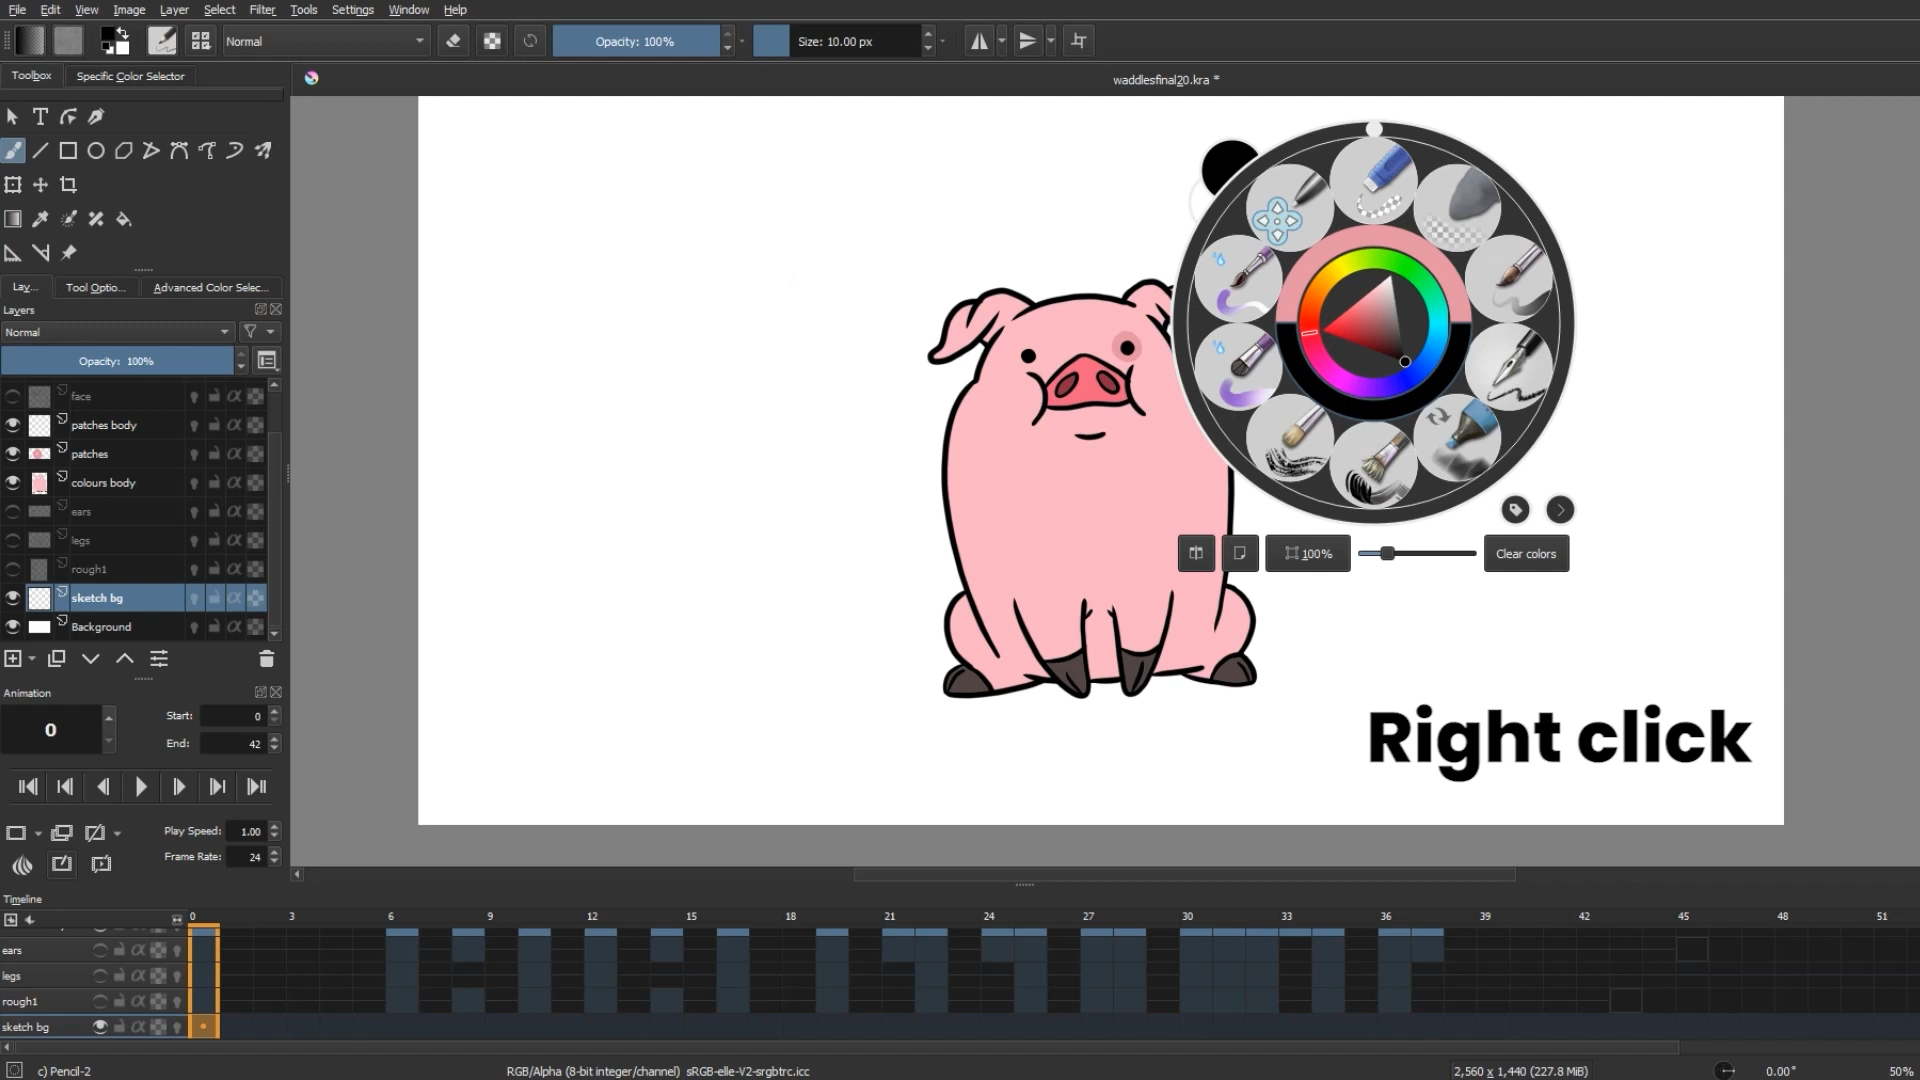 File Edit View Image Layer Select Filter Tools Settings Window Help
Normal Opacity: 100% Size: 10.00 px
Toolbox Specific Color Selector
waddlesfinal20.kra *
Lay... Tool Optio... Advanced Color Selec...
Layers
Normal
Opacity: 100%
face
patches body
patches
colours body
ears
legs
rough1
sketch bg
Background
100% Clear colors
Right click
Animation
0
Start: 0
End: 42
Play Speed: 1.00
Frame Rate: 24
Timeline
0 3 6 9 12 15 18 21 24 27 30 33 36 39 42 45 48 51
ears
legs
rough1
sketch bg
c) Pencil-2 RGB/Alpha (8-bit integer/channel) sRGB-elle-V2-srgbtrc.icc 2,560 x 1,440 (227.8 MiB) 0.00° 50%